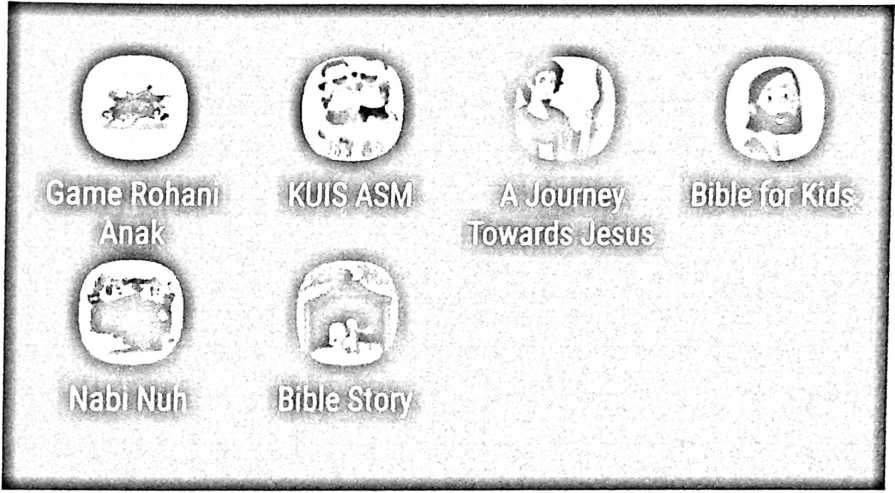 Game Rohani
Anak
KUIS ASM
A Journey
Towards Jesus
Bible for Kids
Nabi Nuh
Bible Story